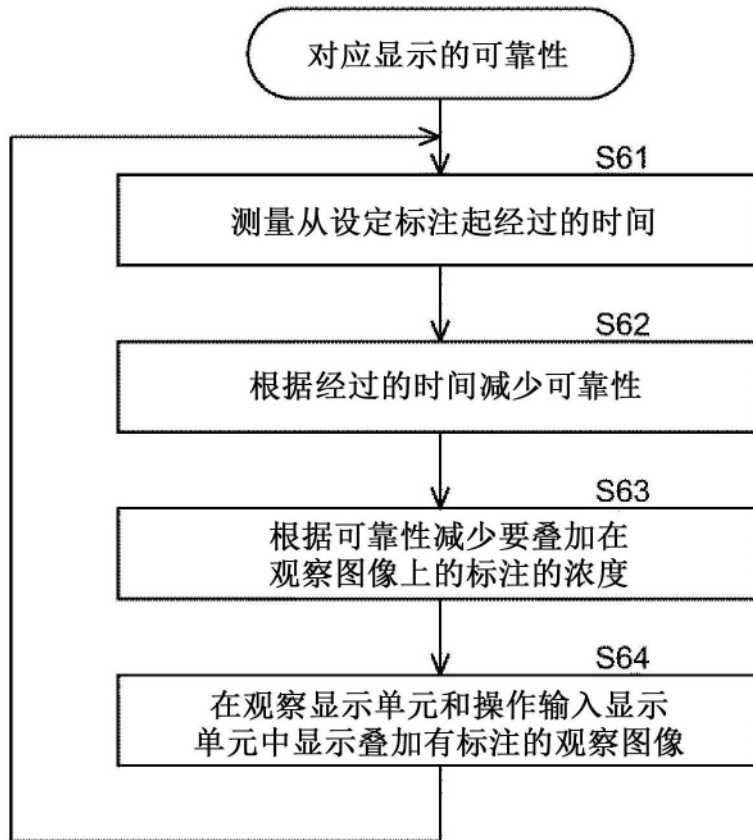 对应显示的可靠性
S61
测量从设定标注起经过的时间
S62
根据经过的时间减少可靠性
S63
根据可靠性减少要叠加在
观察图像上的标注的浓度
S64
在观察显示单元和操作输入显示
单元中显示叠加有标注的观察图像